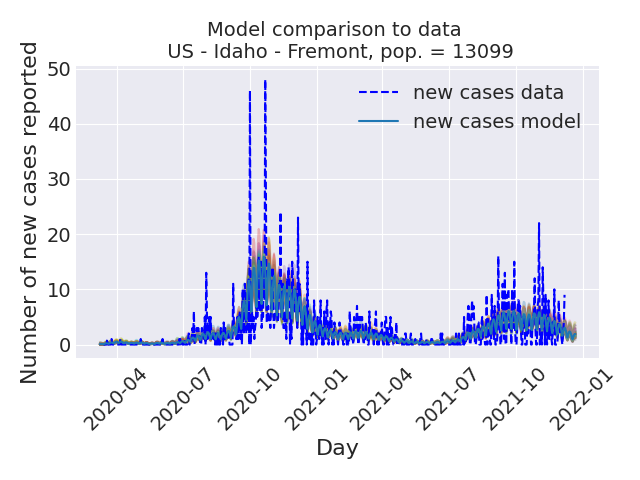 Model comparison to data
US - Idaho - Fremont, pop. = 13099
new cases data
new cases model
Number of new cases reported
50
40
30
20
10
0
2020-04
2020-07
2020-10
2021-01
2021-04
2021-07
2021-10
2022-01
Day